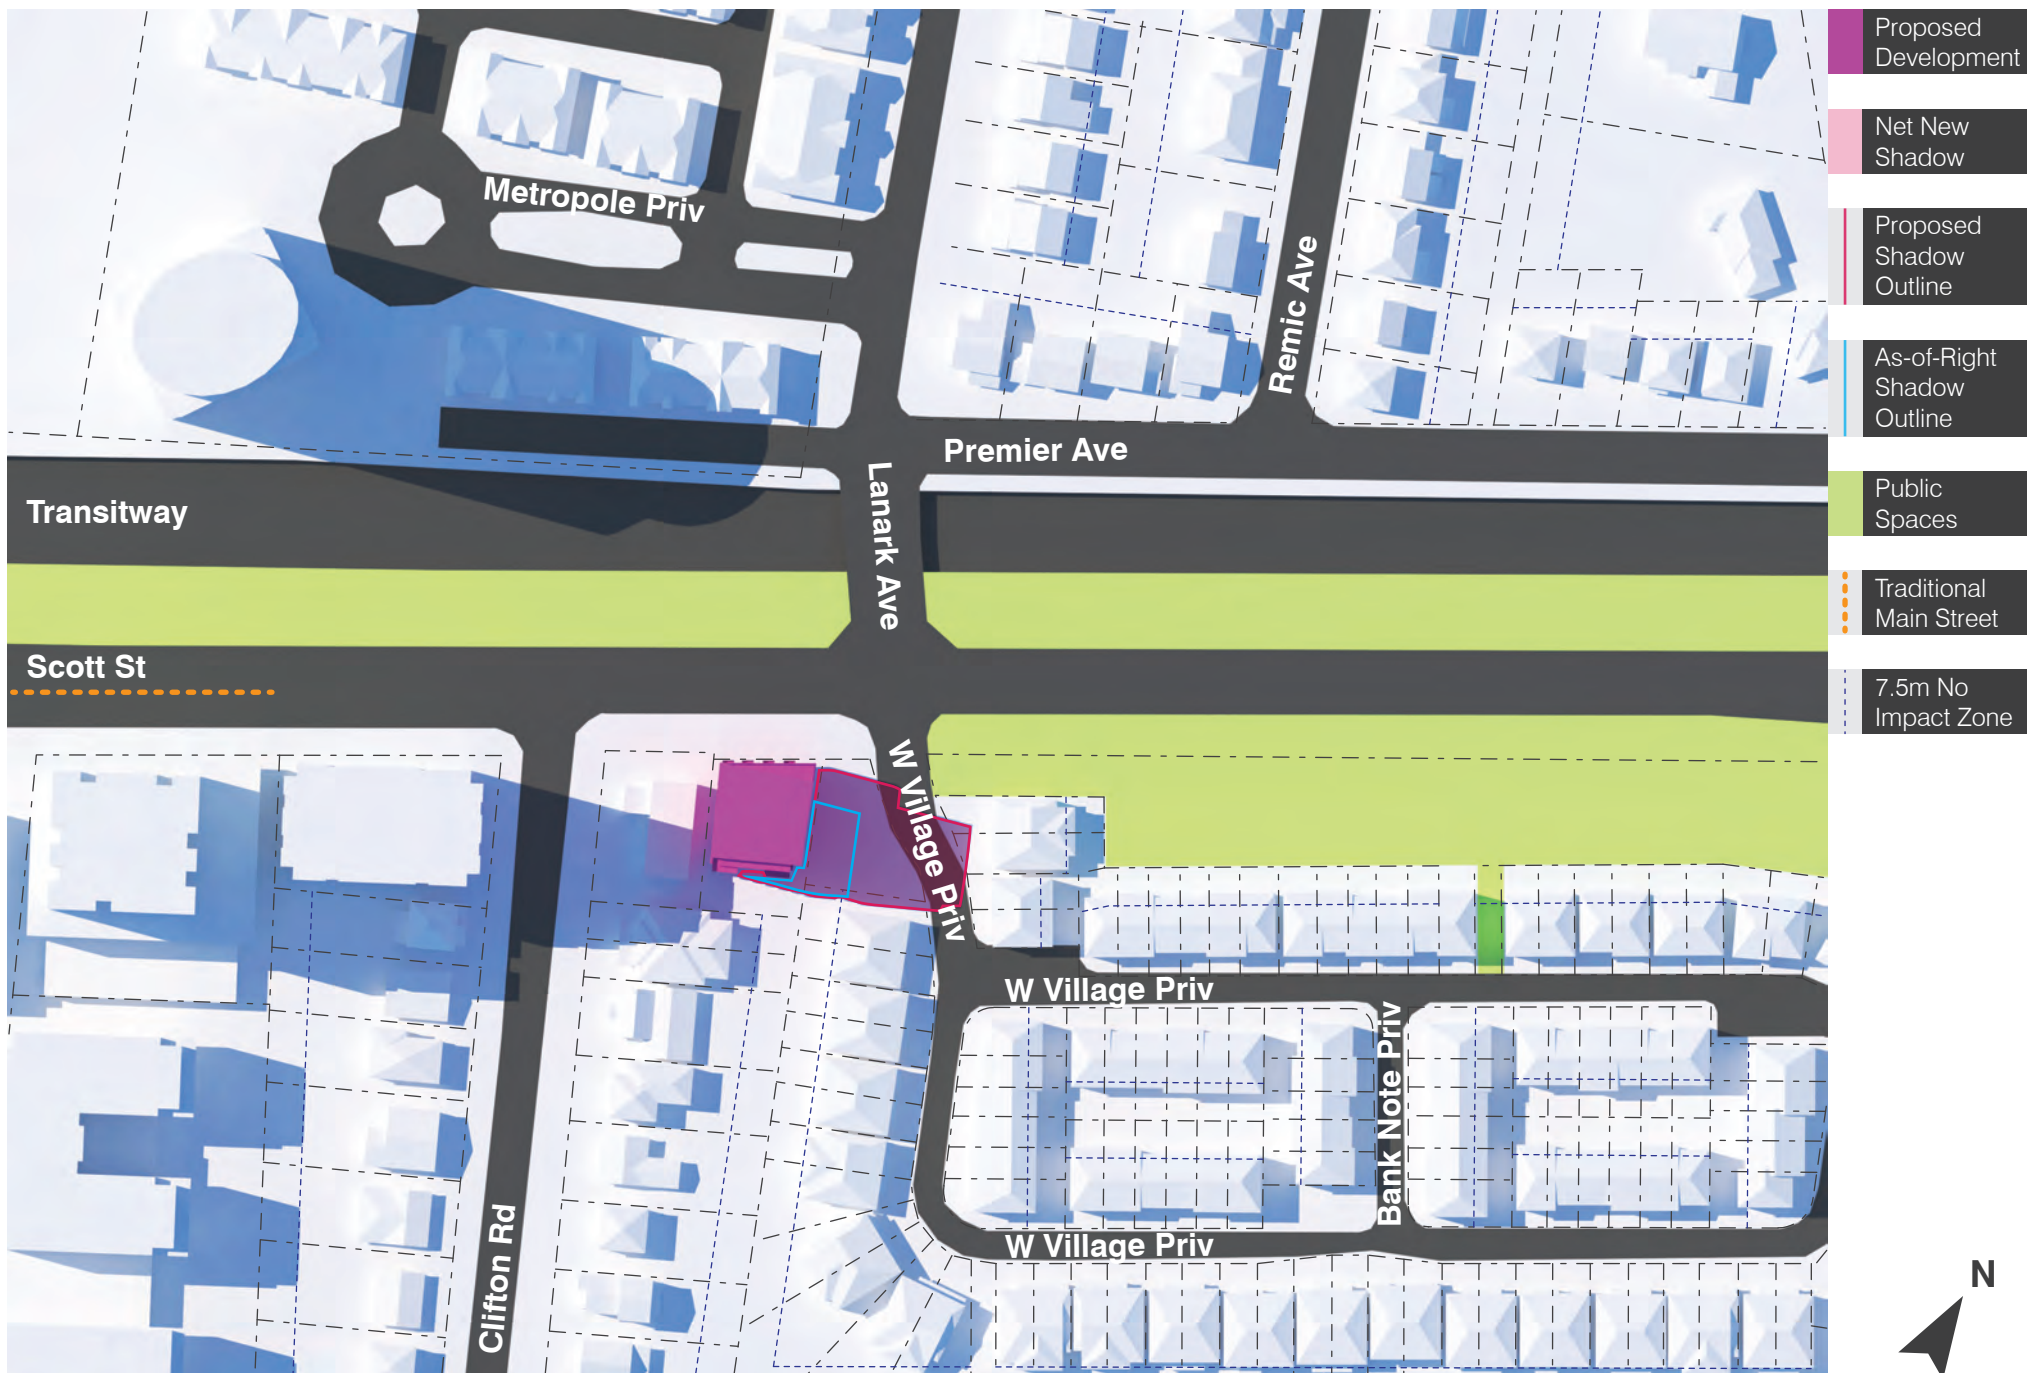 Metropole Priv
Remic Ave
Premier Ave
Lanark Ave
Transitway
Scott St
W Village Priv
W Village Priv
Bank Note Priv
W Village Priv
Clifton Rd
Proposed
Development
Net New
Shadow
Proposed
Shadow
Outline
As-of-Right
Shadow
Outline
Public
Spaces
Traditional
Main Street
7.5m No
Impact Zone
N